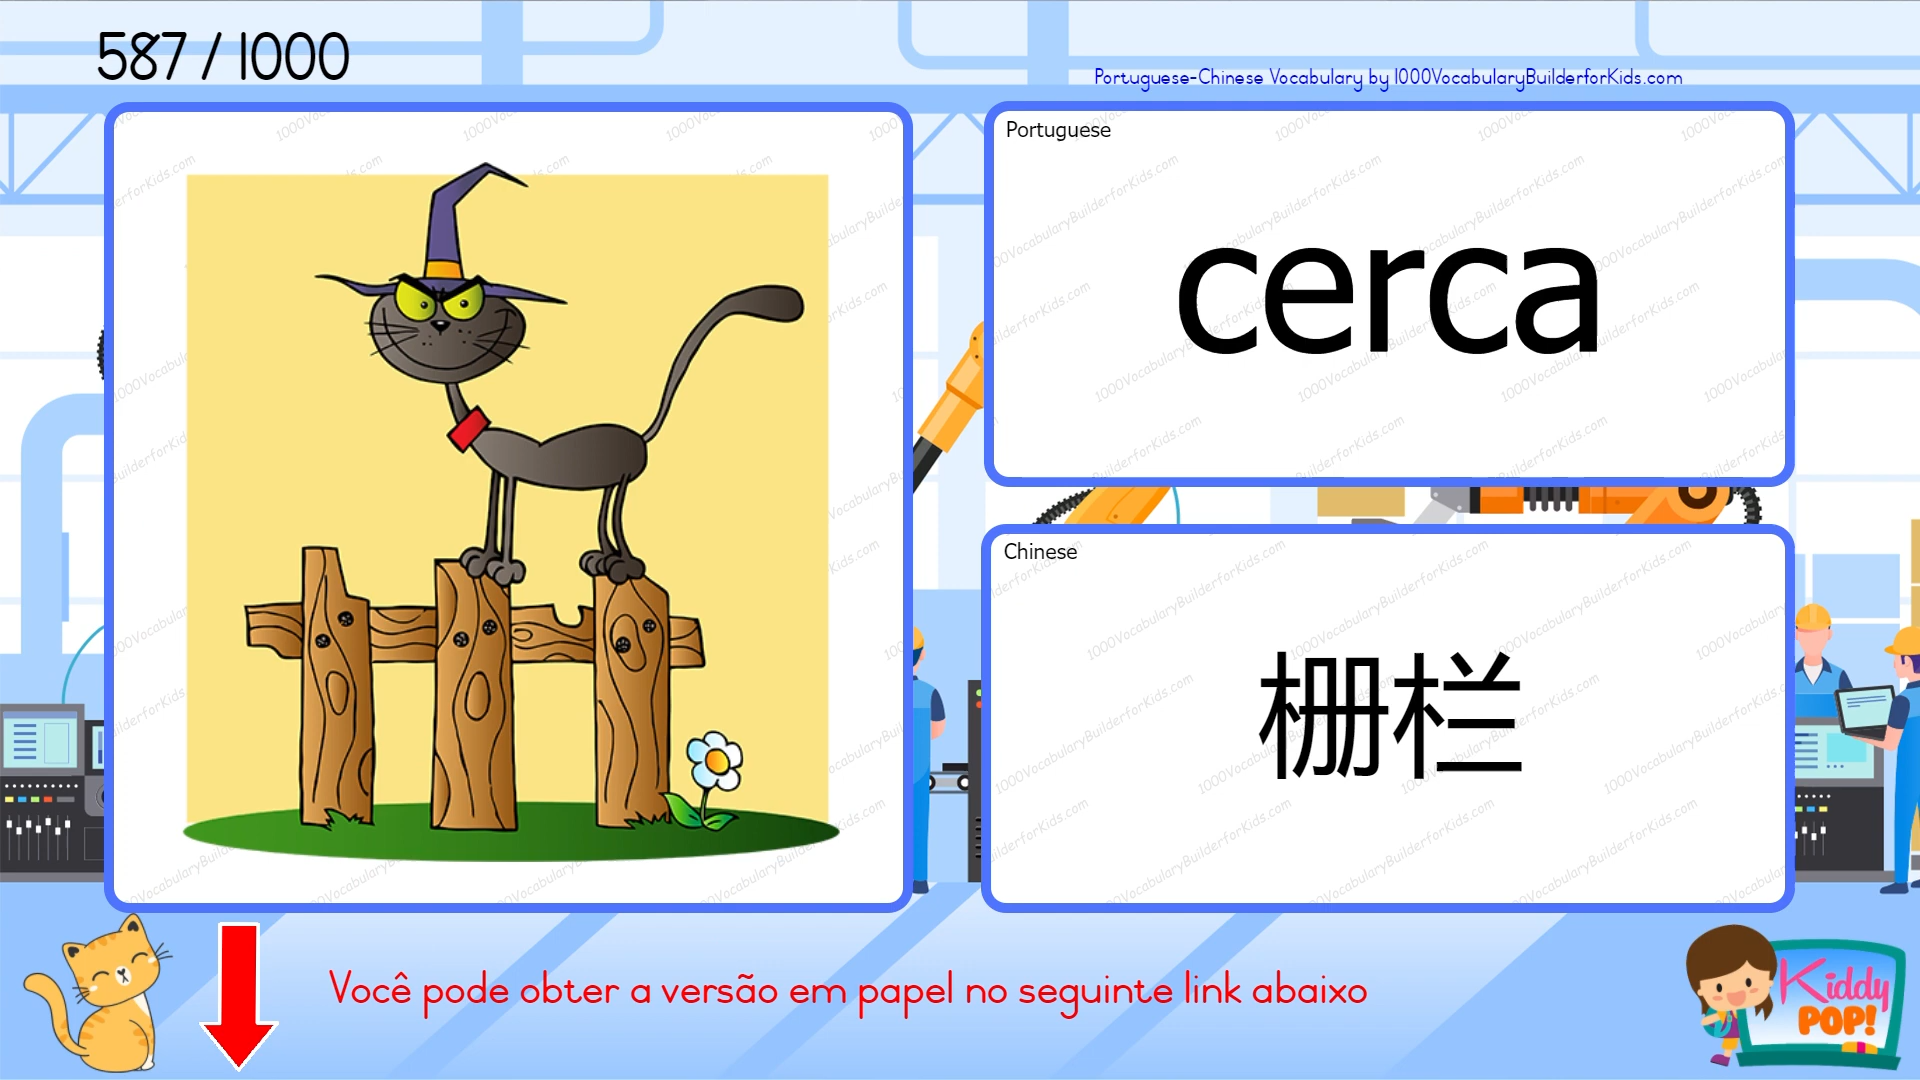 587 / 1000
Portuguese-Chinese Vocabulary by 1000VocabularyBuilderforKids.com
Portuguese
cerca
Chinese
栅栏
Você pode obter a versão em papel no seguinte link abaixo
Kiddy
POP!